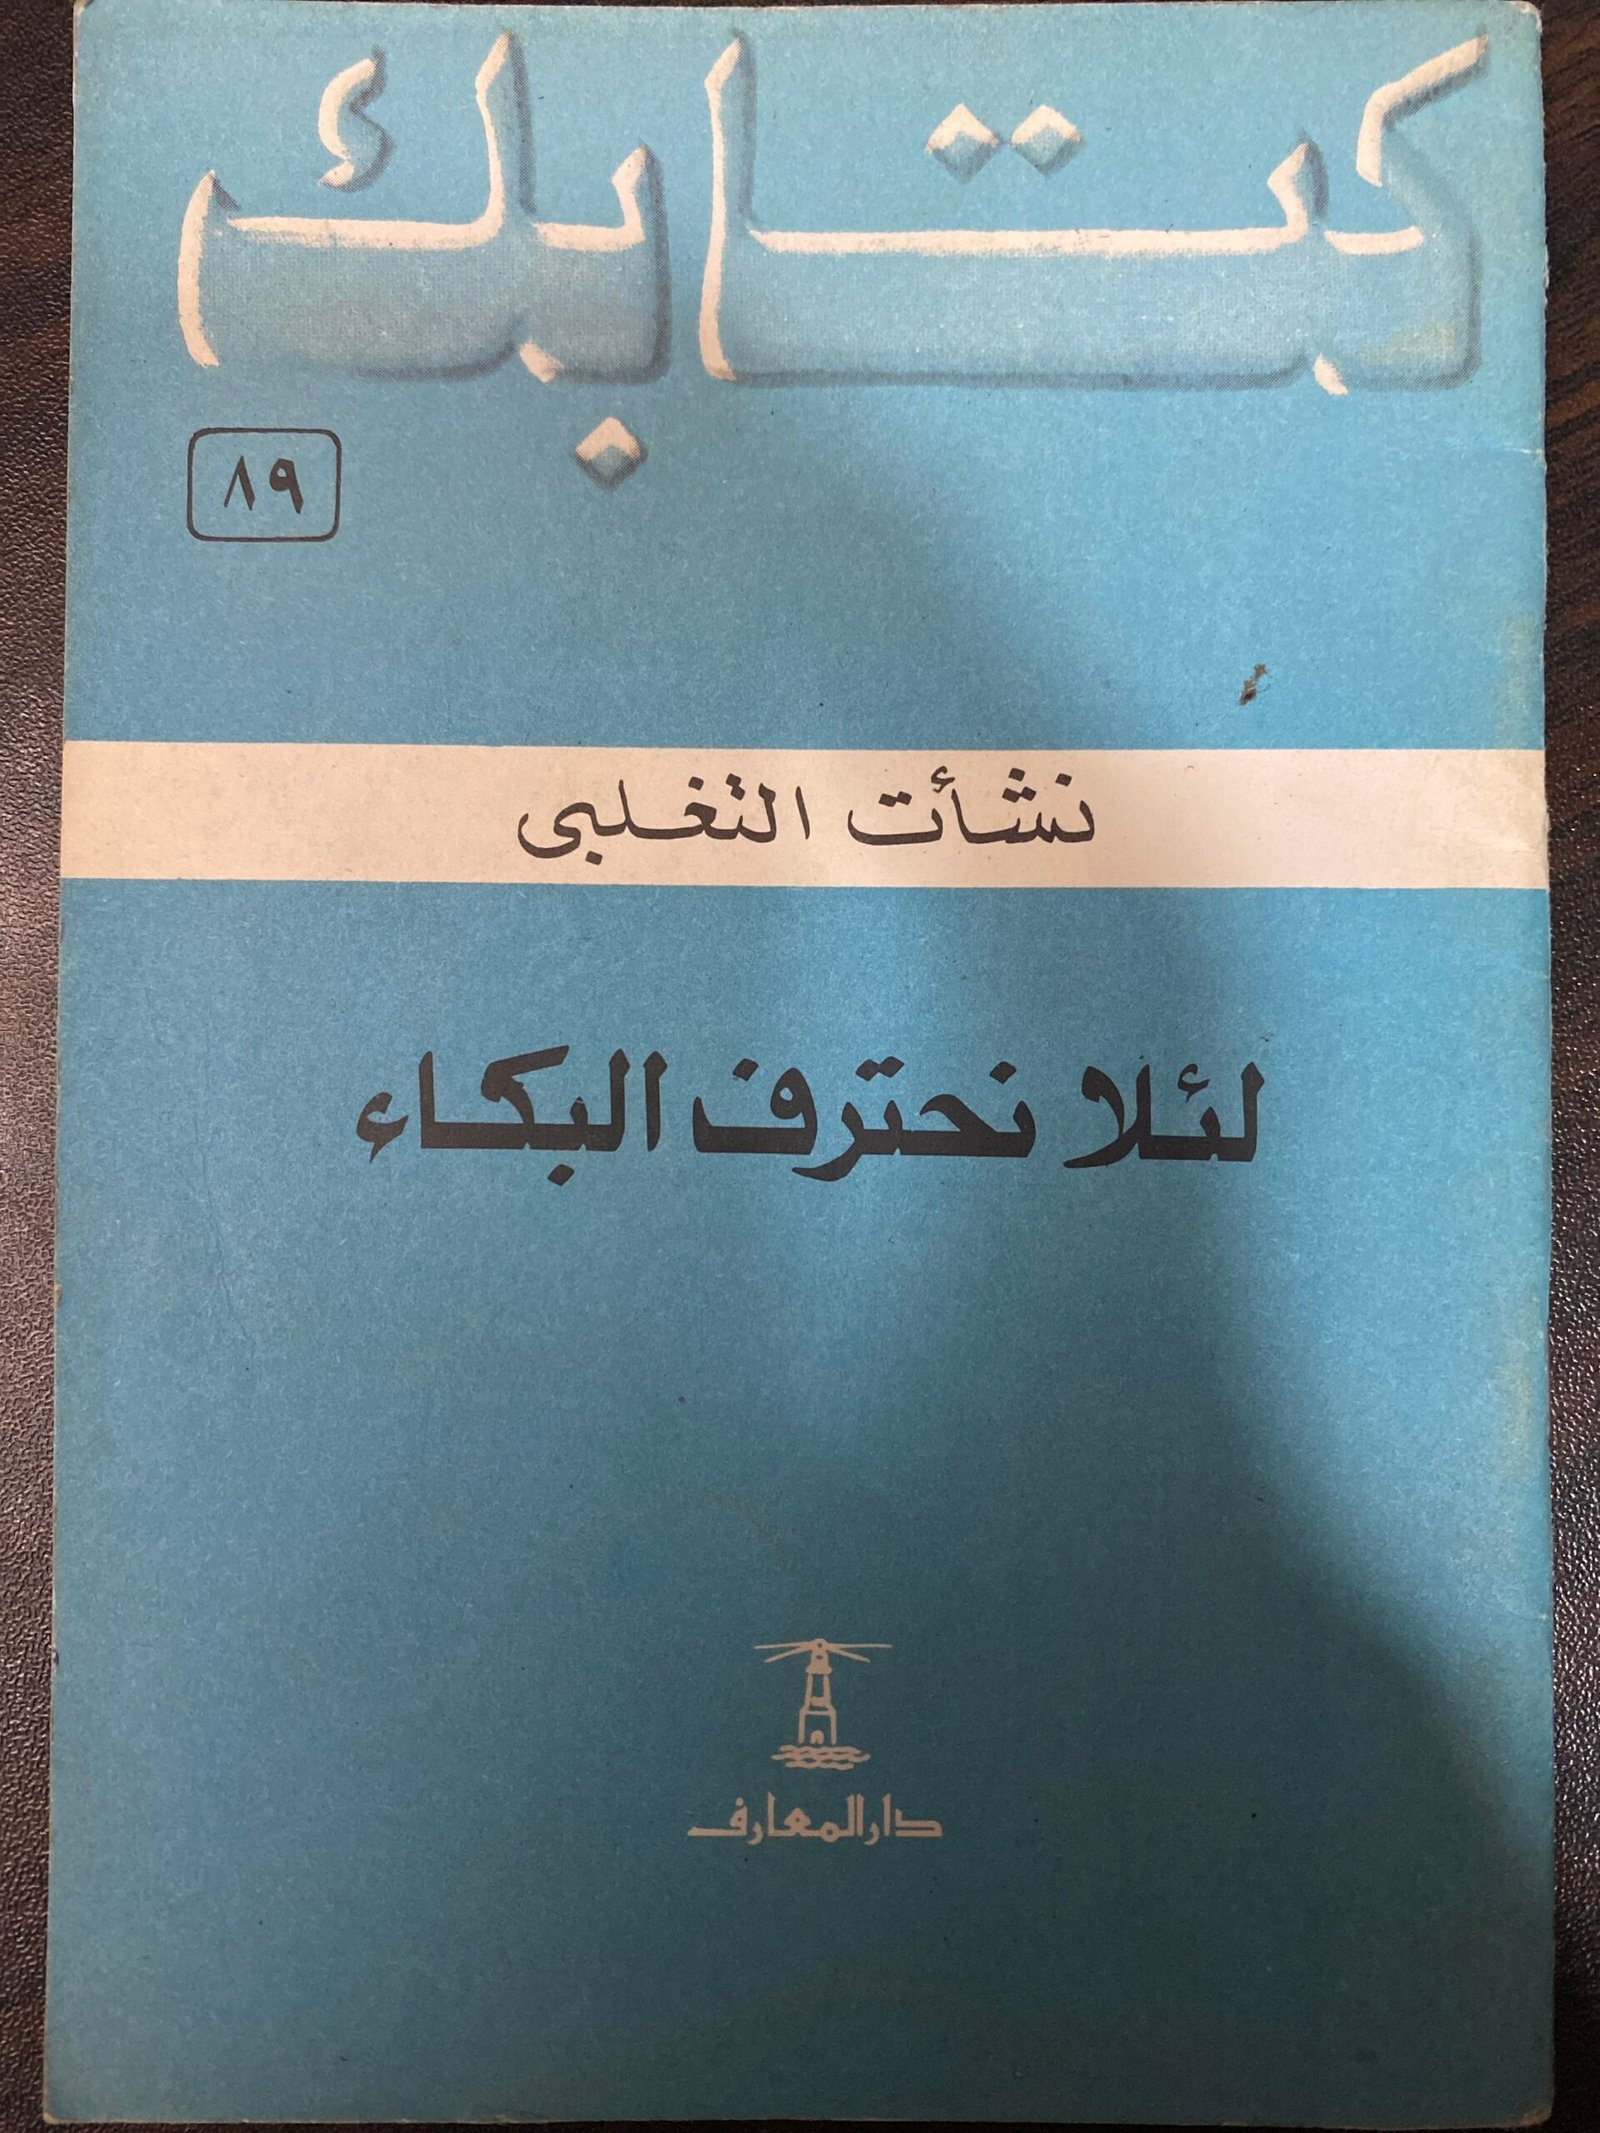 كتابك
٨٩
نشأت التغلبى
لئلا نحترف البكاء
دار المعارف